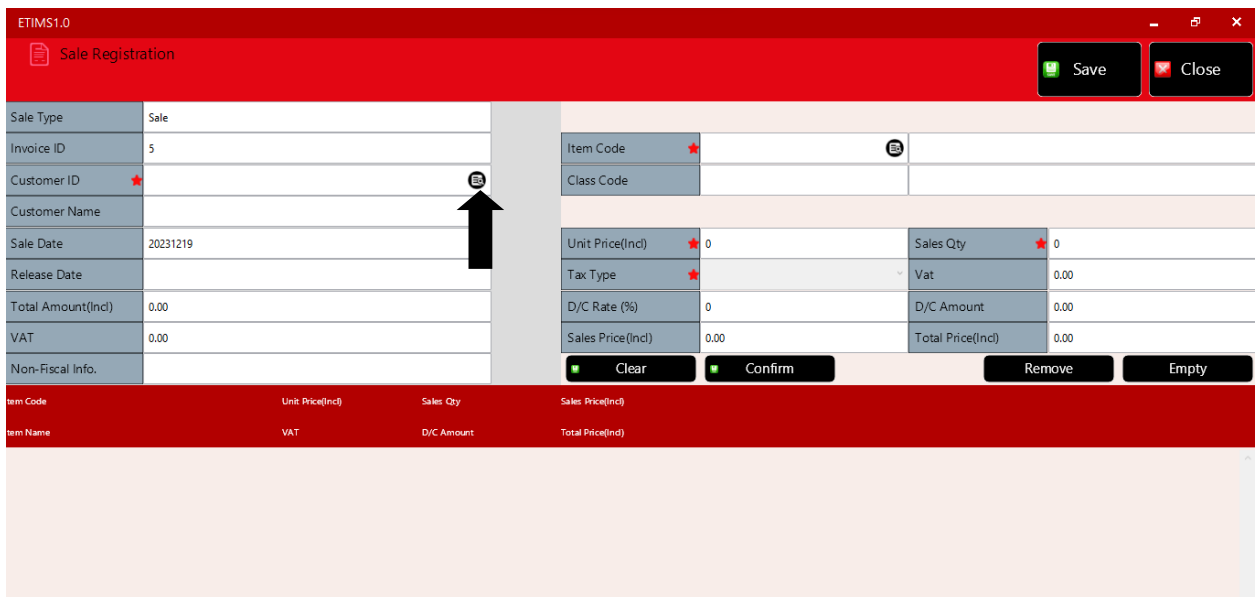 ETIMS1.0
Sale Registration
Save
Close
Sale Type
Sale
Invoice ID
5
Item Code
Customer ID
Class Code
Customer Name
Sale Date
20231219
Unit Price(Incl)
0
Sales Qty
0
Release Date
Tax Type
Vat
0.00
Total Amount(Incl)
0.00
D/C Rate (%)
0
D/C Amount
0.00
VAT
0.00
Sales Price(Incl)
0.00
Total Price(Incl)
0.00
Non-Fiscal Info.
Clear
Confirm
Remove
Empty
tem Code
Unit Price(Incl)
Sales Qty
Sales Price(Incl)
tem Name
VAT
D/C Amount
Total Price(Incl)